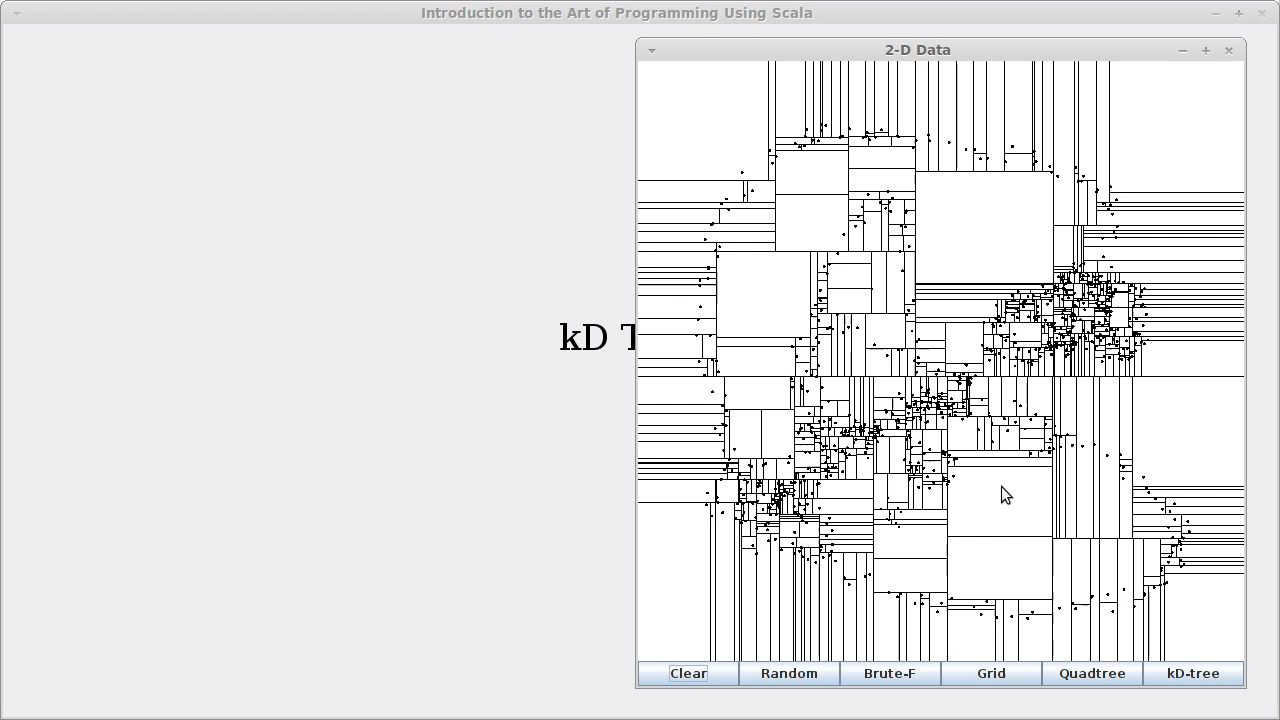 Introduction to the Art of Programming Using Scala
2-D Data
kD T
Clear Random Brute-F Grid Quadtree kD-tree